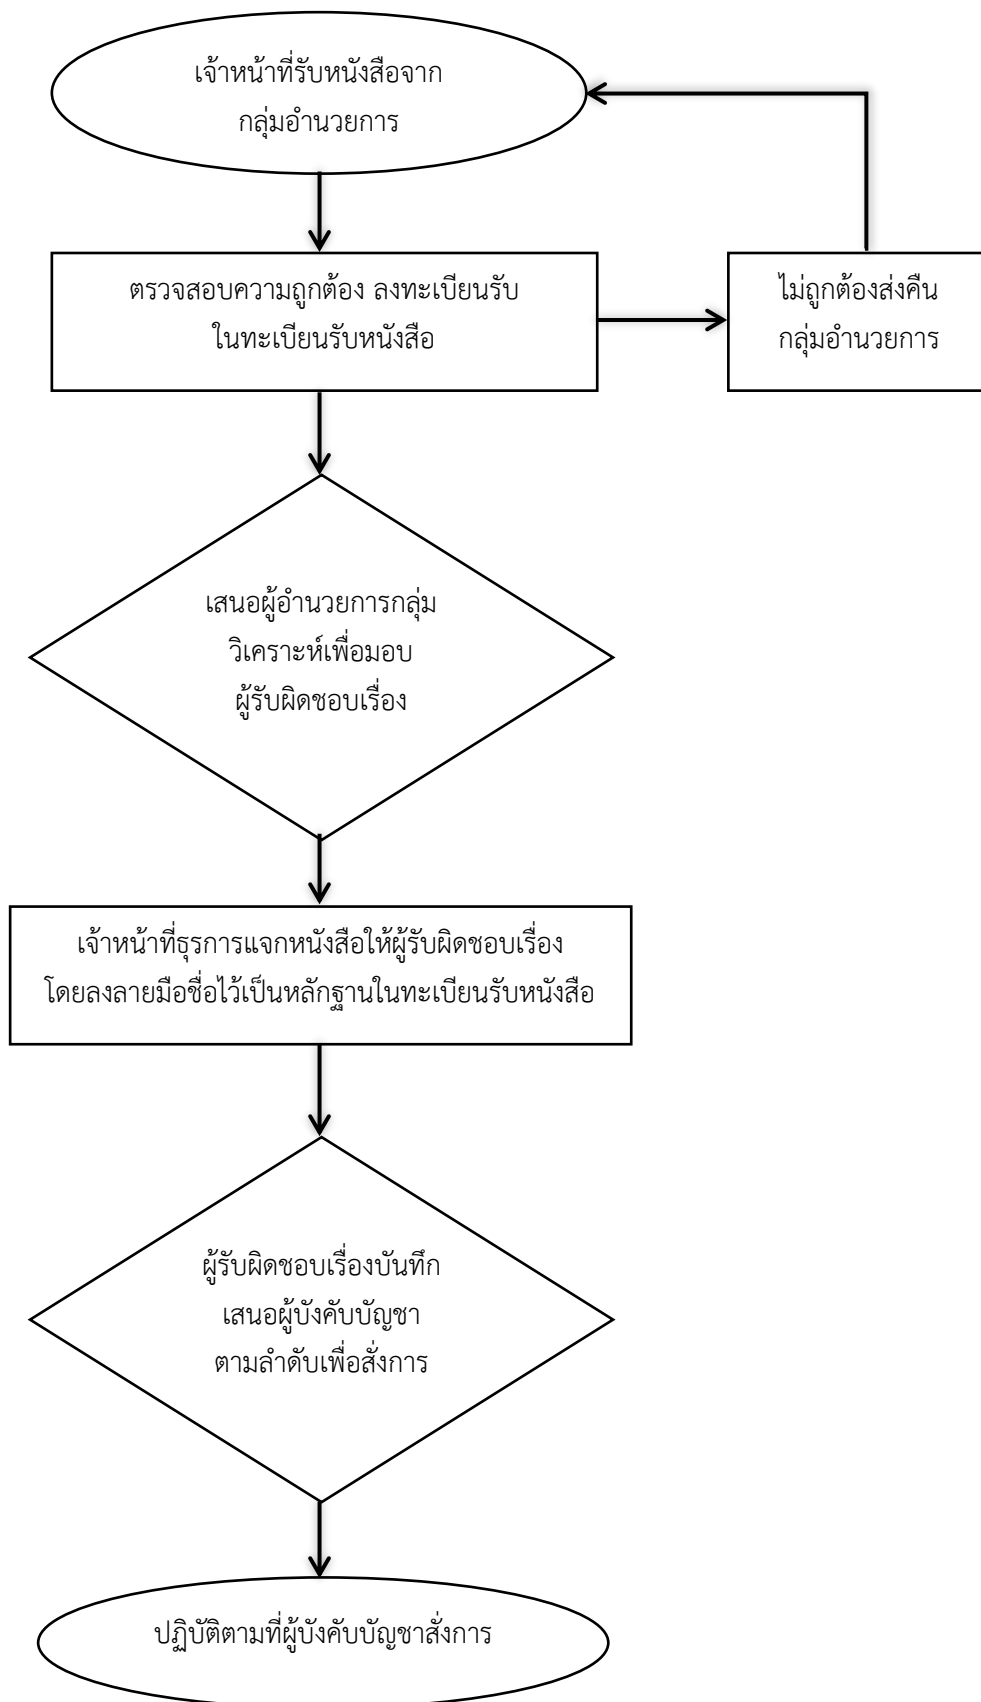 เจ้าหน้าที่รับหนังสือจาก
กลุ่มอำนวยการ
ตรวจสอบความถูกต้อง ลงทะเบียนรับ
ในทะเบียนรับหนังสือ
ไม่ถูกต้องส่งคืน
กลุ่มอำนวยการ
เสนอผู้อำนวยการกลุ่ม
วิเคราะห์เพื่อมอบ
ผู้รับผิดชอบเรื่อง
เจ้าหน้าที่ธุรการแจกหนังสือให้ผู้รับผิดชอบเรื่อง
โดยลงลายมือชื่อไว้เป็นหลักฐานในทะเบียนรับหนังสือ
ผู้รับผิดชอบเรื่องบันทึก
เสนอผู้บังคับบัญชา
ตามลำดับเพื่อสั่งการ
ปฏิบัติตามที่ผู้บังคับบัญชาสั่งการ